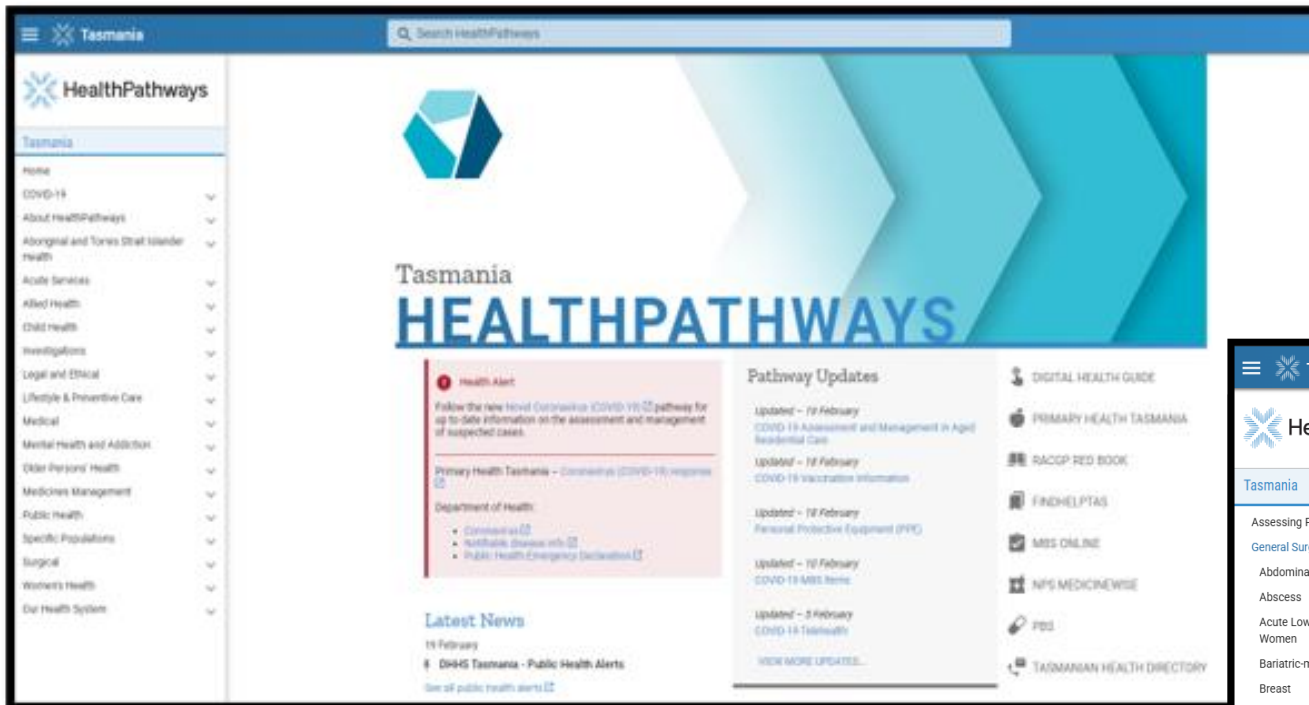 Tasmania
Search HealthPathways
HealthPathways
Tasmania
Home
COVID-19
About HealthPathways
Aboriginal and Torres Strait Islander
Health
Acute Services
Allied Health
Child Health
Investigations
Legal and Ethical
Lifestyle & Preventive Care
Medical
Mental Health and Addiction
Older Persons' Health
Medicines Management
Public Health
Specific Populations
Surgical
Women's Health
Our Health System
Tasmania
HEALTHPATHWAYS
Health Alert
Follow the new Novel Coronavirus (COVID-19) pathway for
up to date information on the assessment and management
of suspected cases.
Primary Health Tasmania – Coronavirus (COVID-19) response
Department of Health:
Coronavirus
Notifiable disease info
Public Health Emergency Declaration
Latest News
19 February
DHHS Tasmania - Public Health Alerts
See all public health alerts
Pathway Updates
Updated – 19 February
COVID-19 Assessment and Management in Aged
Residential Care
Updated – 18 February
COVID-19 Vaccination Information
Updated – 18 February
Personal Protective Equipment (PPE)
Updated – 10 February
COVID-19 MBS Items
Updated – 5 February
COVID-19 Telehealth
VIEW MORE UPDATES...
DIGITAL HEALTH GUIDE
PRIMARY HEALTH TASMANIA
RACGP RED BOOK
FINDHELPTAS
MBS ONLINE
NPS MEDICINEWISE
PBS
TASMANIAN HEALTH DIRECTORY
T
He
Tasmania
Assessing P
General Sur
Abdomina
Abscess
Acute Low
Women
Bariatric-m
Breast